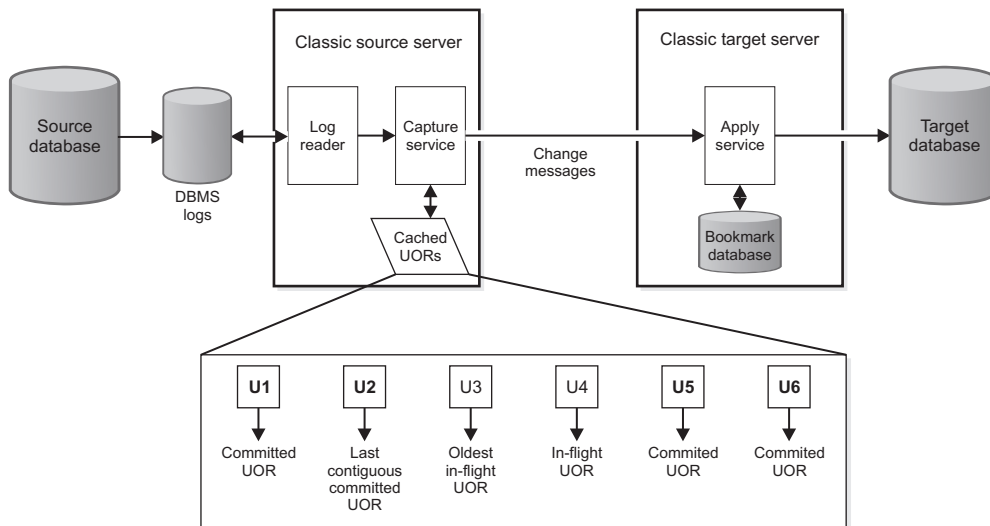 Classic source server
Classic target server
Source
database
DBMS
logs
Log
reader
Capture
service
Change
messages
Apply
service
Target
database
Cached
UORs
Bookmark
database
U1
U2
U3
U4
U5
U6
Committed
UOR
Last
contiguous
committed
UOR
Oldest
in-flight
UOR
In-flight
UOR
Commited
UOR
Commited
UOR